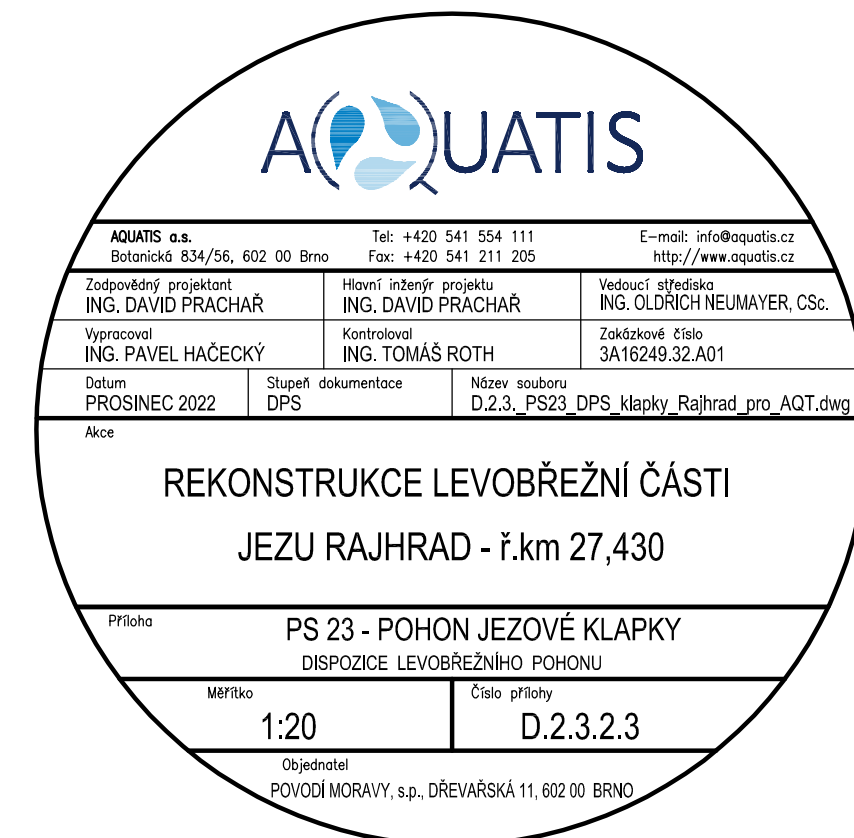 AQUATIS
AQUATIS a.s. Tel: +420 541 554 111 E-mail: info@aquatis.cz
Botanická 834/56, 602 00 Brno Fax: +420 541 211 205 http://www.aquatis.cz
Zodpovědný projektant Hlavní inženýr projektu Vedoucí střediska
ING. DAVID PRACHAŘ ING. DAVID PRACHAŘ ING. OLDŘICH NEUMAYER, CSc.
Vypracoval Kontroloval Zakázkové číslo
ING. PAVEL HAČECKÝ ING. TOMÁŠ ROTH 3A16249.32.A01
Datum Stupeň dokumentace Název souboru
PROSINEC 2022 DPS D.2.3._PS23_DPS_klapky_Rajhrad_pro_AQT.dwg
Akce
REKONSTRUKCE LEVOBŘEŽNÍ ČÁSTI
JEZU RAJHRAD - ř.km 27,430
Příloha PS 23 - POHON JEZOVÉ KLAPKY
DISPOZICE LEVOBŘEŽNÍHO POHONU
Měřítko Číslo přílohy
1:20 D.2.3.2.3
Objednatel
POVODÍ MORAVY, s.p., DŘEVAŘSKÁ 11, 602 00 BRNO